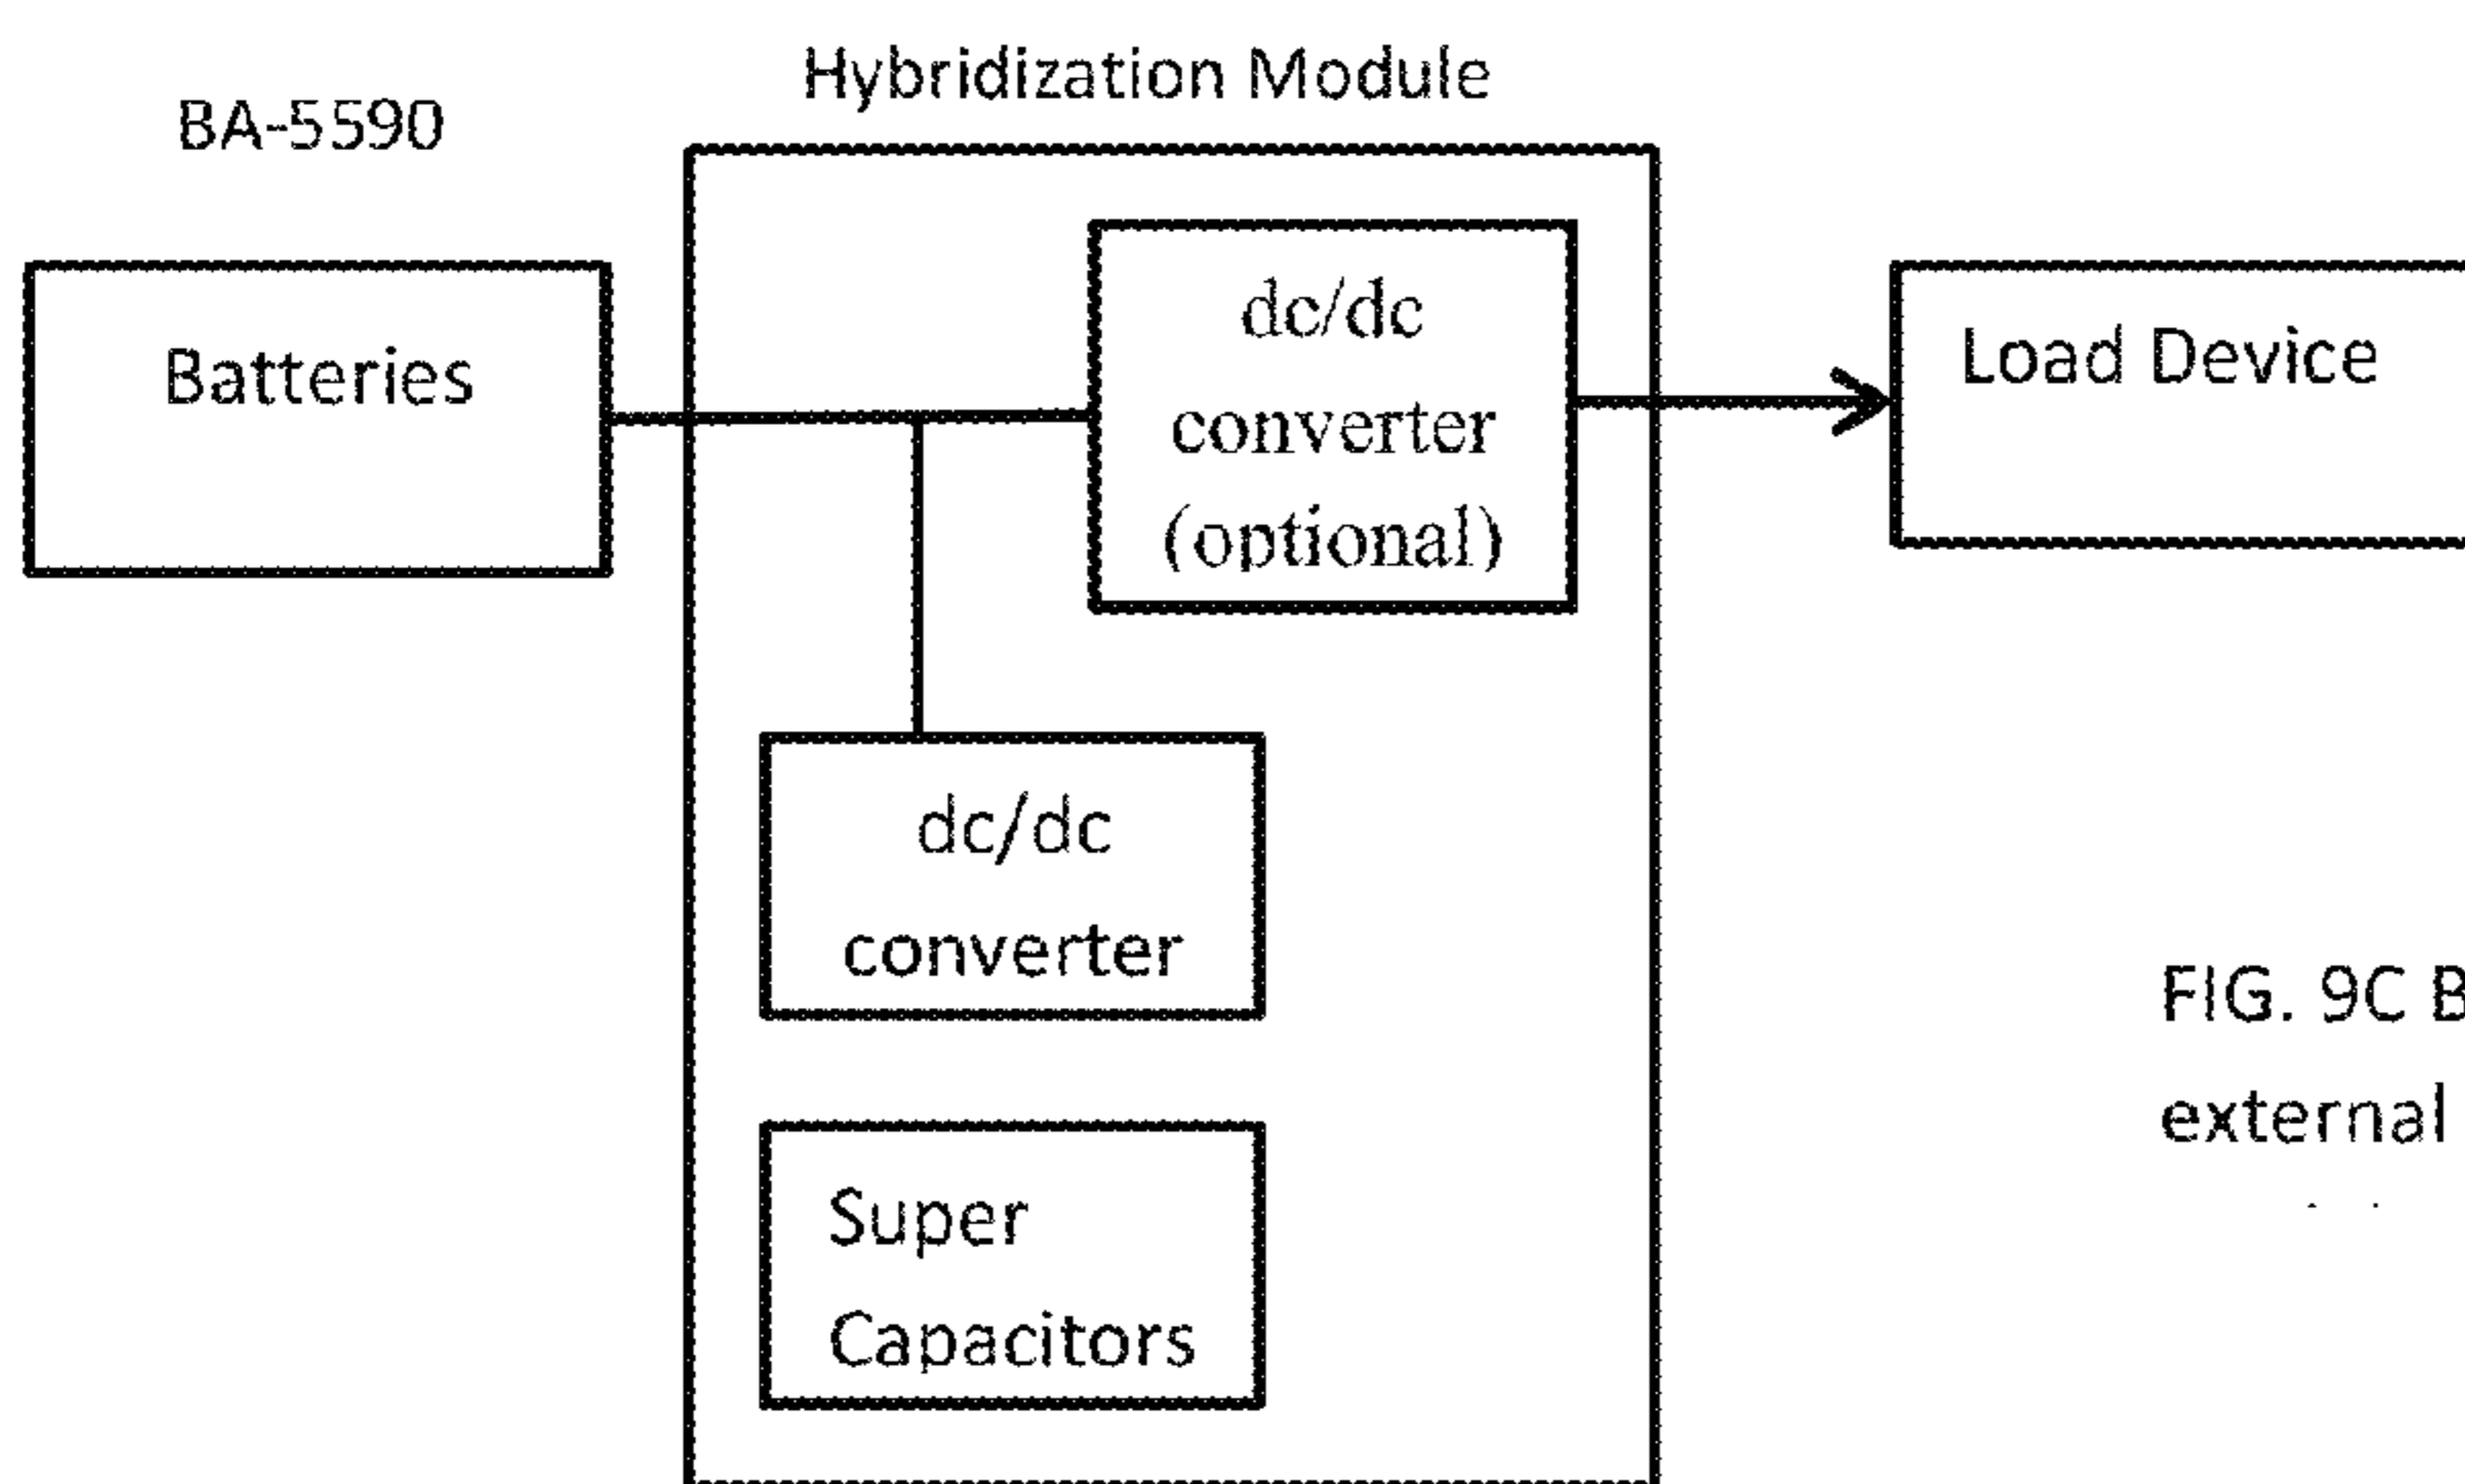 Hybridization Module
BA-5590
Batteries
dc/dc
converter
(optional)
Load Device
dc/dc
converter
Super
Capacitors
FIG. 9C
external